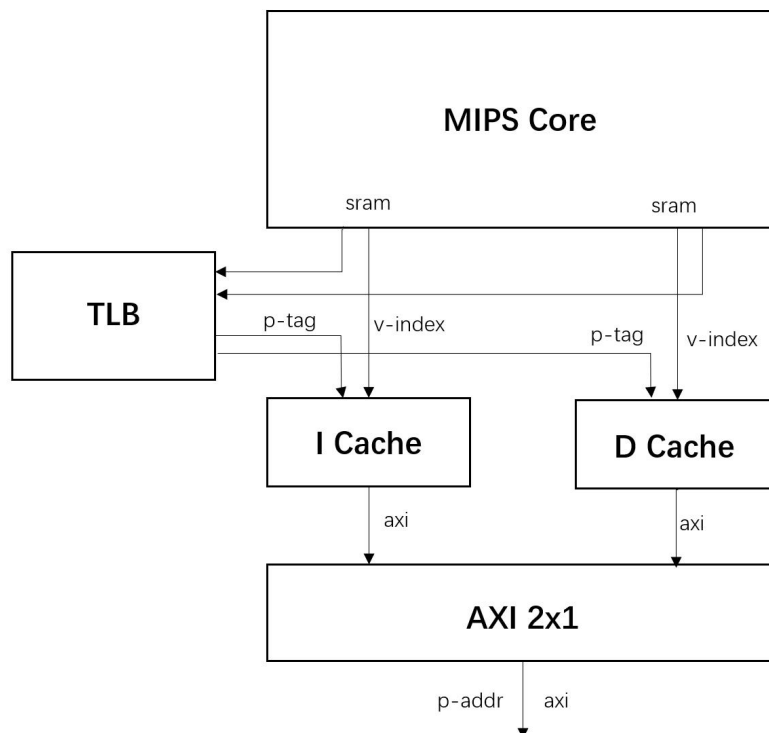 MIPS Core
sram
sram
TLB
p-tag
v-index
p-tag
v-index
I Cache
D Cache
axi
axi
AXI 2x1
p-addr
axi